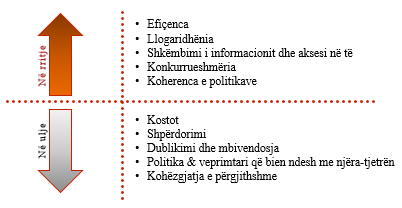 Në rritje
• Efiçenca
• Llogaridhënia
• Shkëmbimi i informacionit dhe aksesi në të
• Konkurrueshmëria
• Koherenca e politikave
Në ulje
• Kostot
• Shpërdorimi
• Dublikimi dhe mbivendosja
• Politika & veprimtari që bien ndesh me njëra-tjetrën
• Kohëzgjatja e përgjithshme